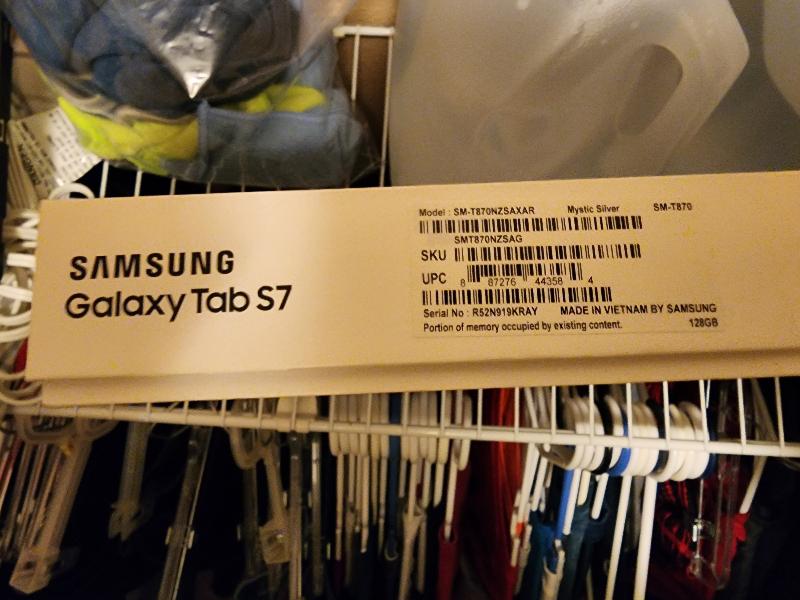 SAMSUNG
Galaxy Tab S7
Model : SM-T870NZSAXAR Mystic Silver SM-T870
SMT870NZSAG
SKU
UPC 8 87276 44358 4
Serial No : R52N919KRAY MADE IN VIETNAM BY SAMSUNG
Portion of memory occupied by existing content. 128GB